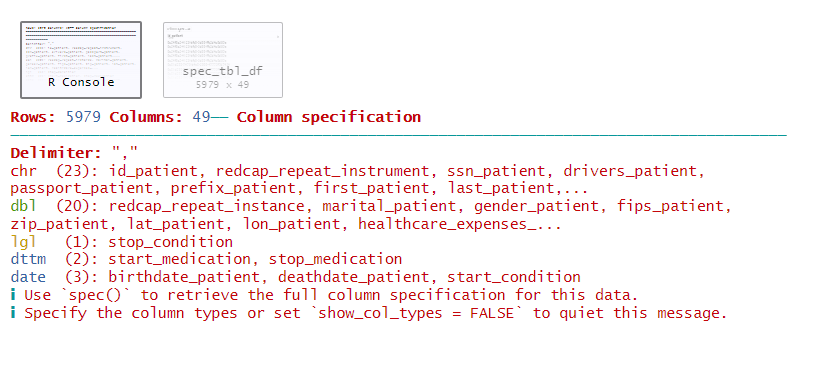 R Console
spec_tbl_df
5979 x 49
Rows: 5979 Columns: 49── Column specification
Delimiter: ","
chr  (23): id_patient, redcap_repeat_instrument, ssn_patient, drivers_patient,
passport_patient, prefix_patient, first_patient, last_patient,...
dbl  (20): redcap_repeat_instance, marital_patient, gender_patient, fips_patient,
zip_patient, lat_patient, lon_patient, healthcare_expenses_...
lgl   (1): stop_condition
dttm  (2): start_medication, stop_medication
date  (3): birthdate_patient, deathdate_patient, start_condition
ℹ Use `spec()` to retrieve the full column specification for this data.
ℹ Specify the column types or set `show_col_types = FALSE` to quiet this message.